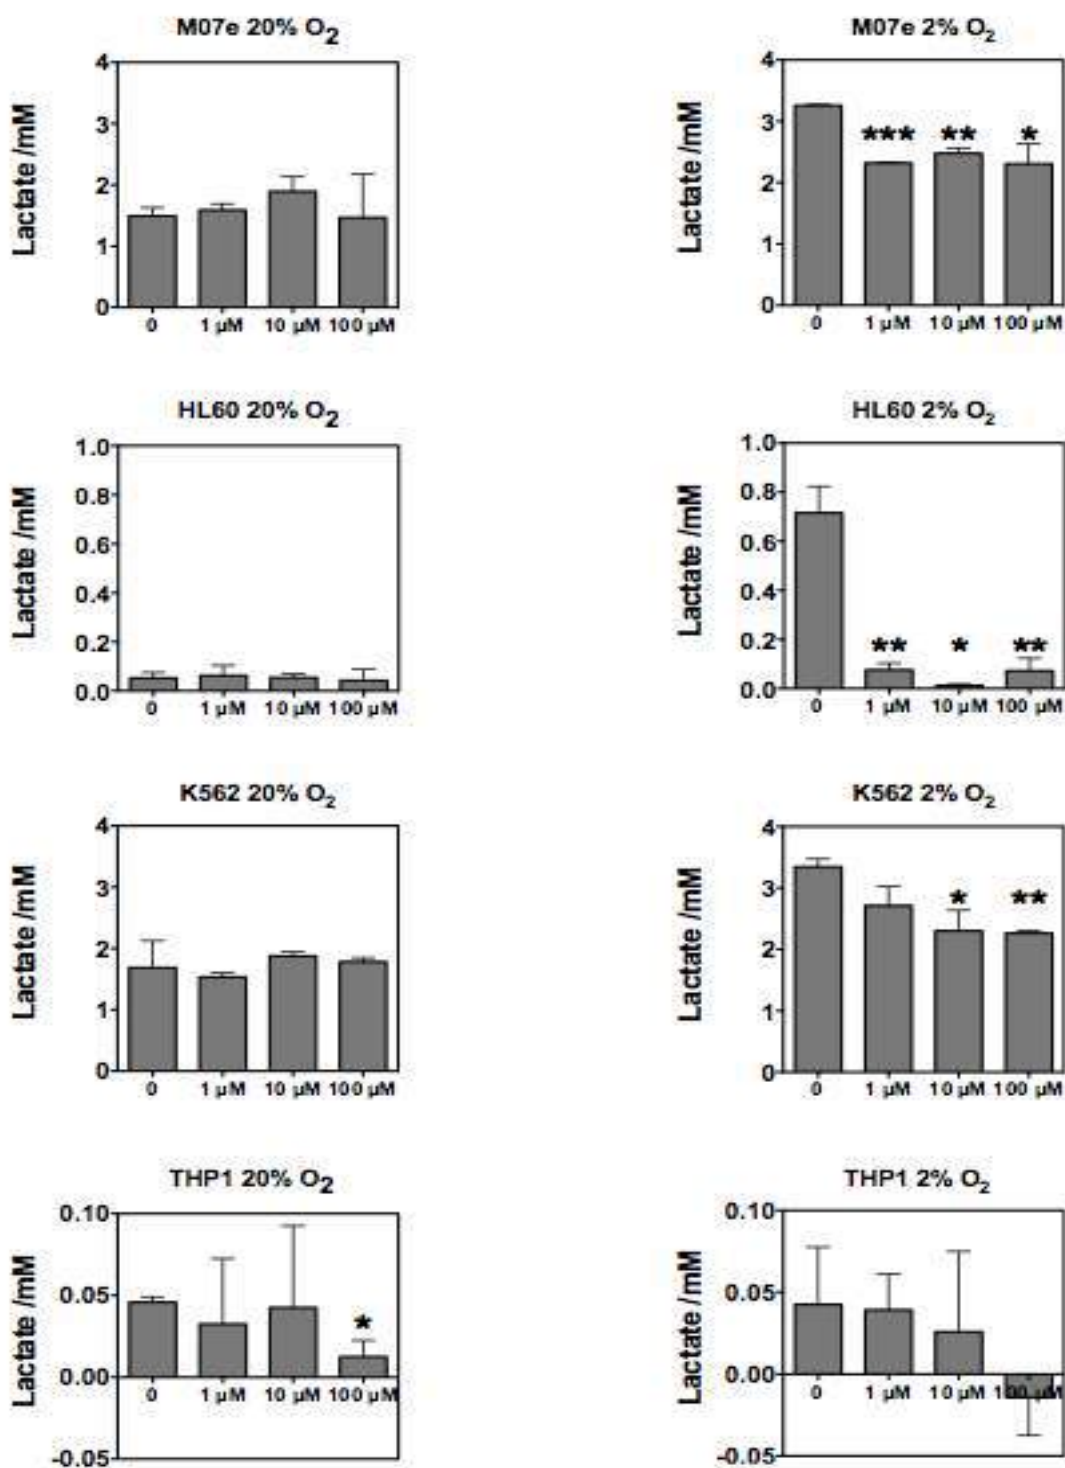 M07e 20% O2
Lactate /mM
4
3
2
1
0
0 1 µM 10 µM 100 µM
M07e 2% O2
Lactate /mM
4
3
2
1
0
*** ** *
0 1 µM 10 µM 100 µM
HL60 20% O2
Lactate /mM
1.0
0.8
0.6
0.4
0.2
0.0
0 1 µM 10 µM 100 µM
HL60 2% O2
Lactate /mM
1.0
0.8
0.6
0.4
0.2
0.0
** * **
0 1 µM 10 µM 100 µM
K562 20% O2
Lactate /mM
4
3
2
1
0
0 1 µM 10 µM 100 µM
K562 2% O2
Lactate /mM
4
3
2
1
0
* **
0 1 µM 10 µM 100 µM
THP1 20% O2
Lactate /mM
0.10
0.05
0.00
-0.05
*
0 1 µM 10 µM 100 µM
THP1 2% O2
Lactate /mM
0.10
0.05
0.00
-0.05
0 1 µM 10 µM 100 µM